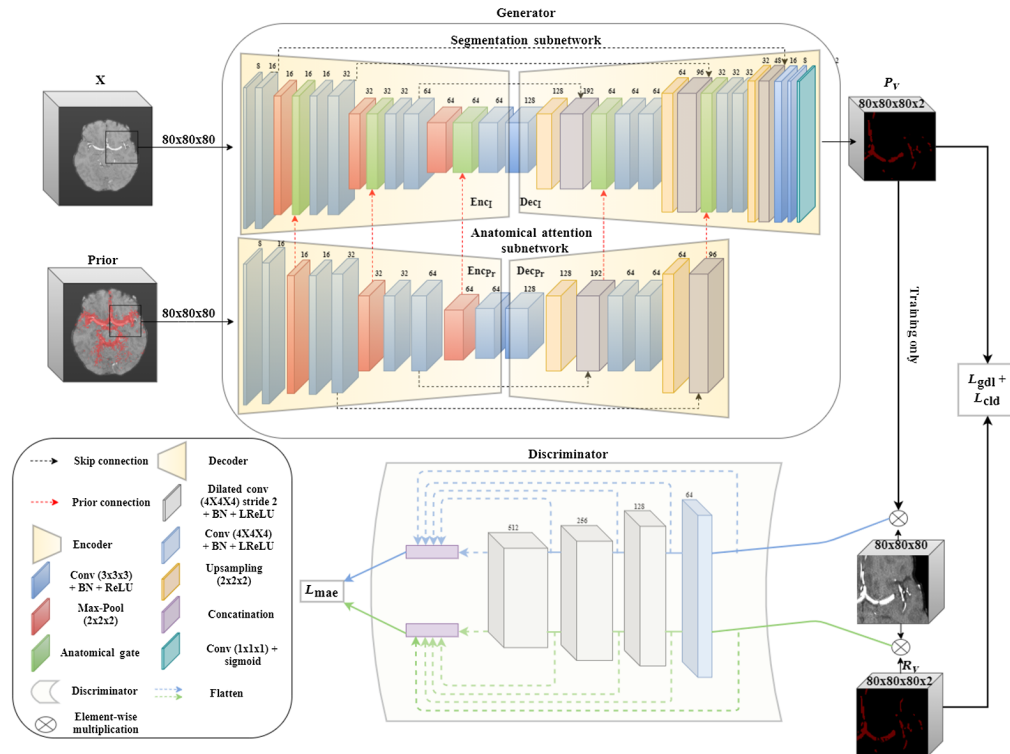 Generator
Segmentation subnetwork
X
80x80x80
8 16 16 16 16 32 32 32 32 64 64 64 64 128 128 192 64 64 64 96 32 32 32 48 16 8 2
Enc_I
Dec_I
P_V
80x80x80x2
Anatomical attention
subnetwork
Prior
80x80x80
8 16 16 16 32 32 32 64 64 64 128 128 192 64 64 64 96
Enc_Pr
Dec_Pr
Training only
L_gdl +
L_cld
Skip connection
Prior connection
Encoder
Conv (3x3x3)
+ BN + ReLU
Max-Pool
(2x2x2)
Anatomical gate
Discriminator
Element-wise
multiplication
Decoder
Dilated conv
(4X4X4) stride 2
+ BN + LReLU
Conv (4X4X4)
+ BN + LReLU
Upsampling
(2x2x2)
Concatination
Conv (1x1x1) +
sigmoid
Flatten
Discriminator
512
256
128
64
L_mae
80x80x80
R_V
80x80x80x2